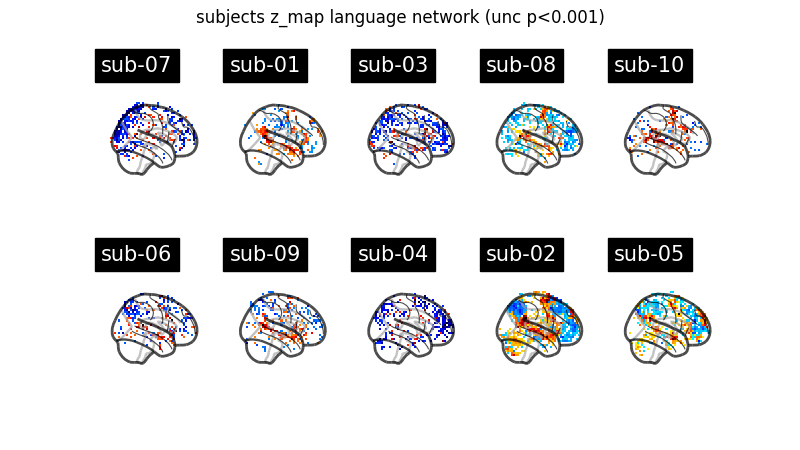 subjects z_map language network (unc p<0.001)
sub-07 sub-01 sub-03 sub-08 sub-10
sub-06 sub-09 sub-04 sub-02 sub-05